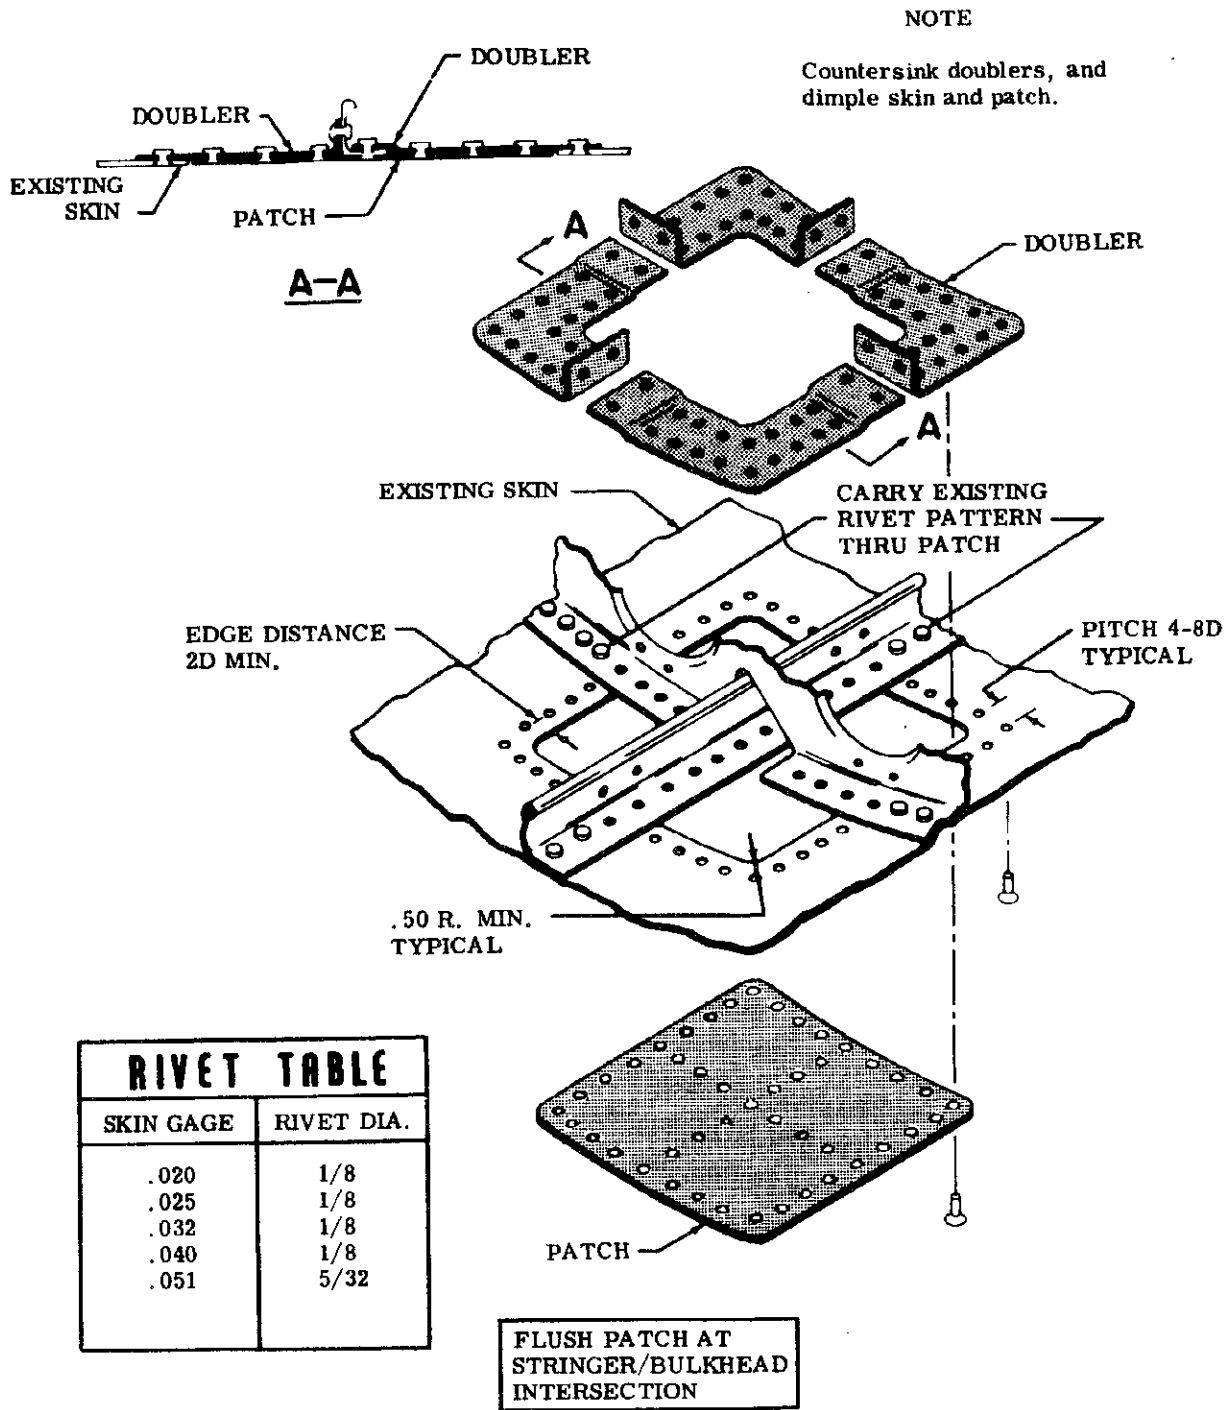 NOTE
Countersink doublers, and
dimple skin and patch.
DOUBLER
DOUBLER
EXISTING
SKIN
PATCH
A-A
A
DOUBLER
A
EXISTING SKIN
CARRY EXISTING
RIVET PATTERN
THRU PATCH
EDGE DISTANCE
2D MIN.
PITCH 4-8D
TYPICAL
.50 R. MIN.
TYPICAL
RIVET TABLE
SKIN GAGE RIVET DIA.
.020 1/8
.025 1/8
.032 1/8
.040 1/8
.051 5/32
PATCH
FLUSH PATCH AT
STRINGER/BULKHEAD
INTERSECTION